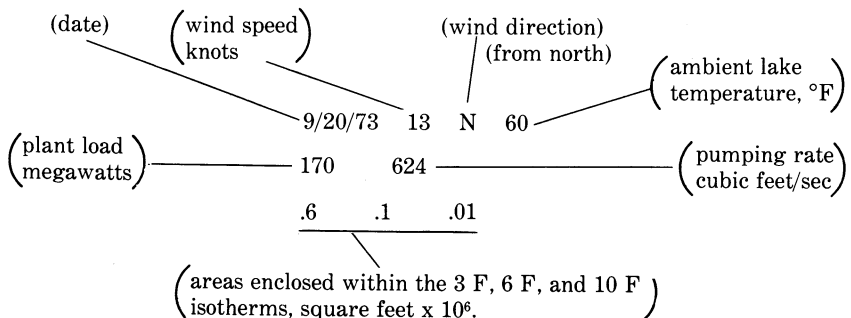 (date)
(wind speed
knots)
(wind direction)
(from north)
(ambient lake
temperature, °F)
9/20/73 13 N 60
(plant load
megawatts)
170 624
(pumping rate
cubic feet/sec)
.6 .1 .01
(areas enclosed within the 3 F, 6 F, and 10 F
isotherms, square feet x 10⁶.)